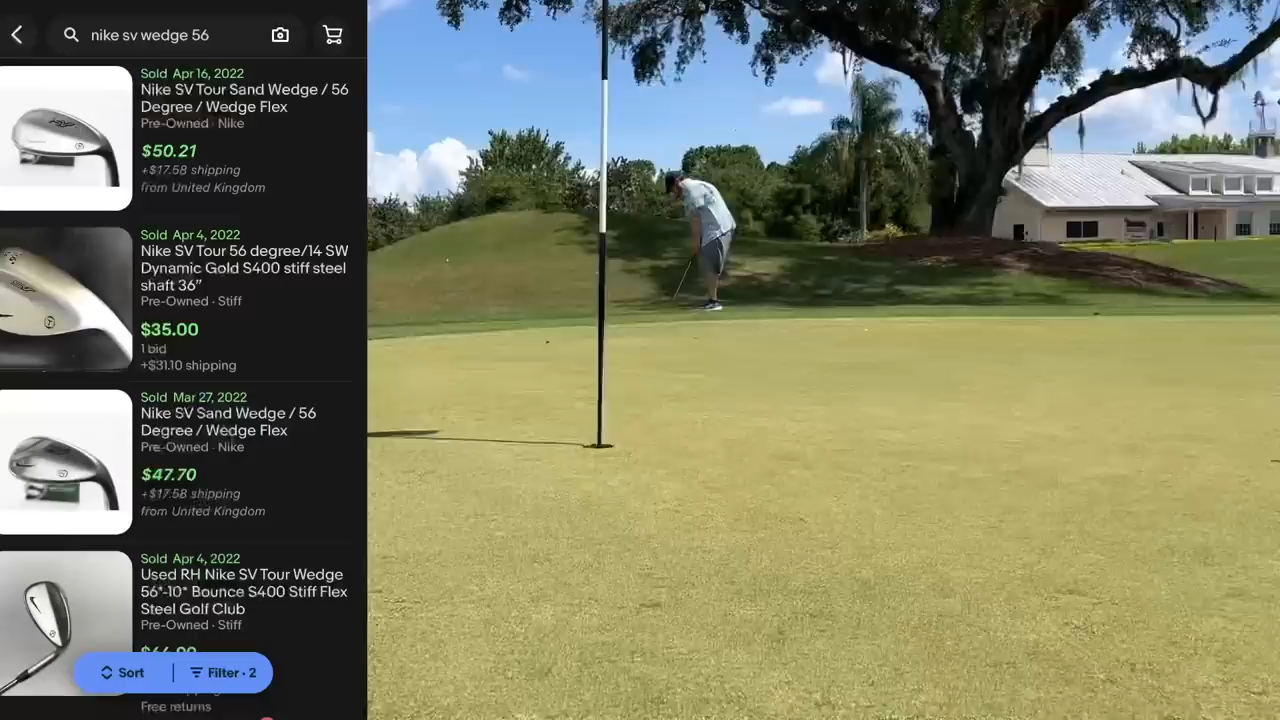 nike sv wedge 56
Sold Apr 16, 2022
Nike SV Tour Sand Wedge / 56
Degree / Wedge Flex
Pre-Owned · Nike
$50.21
+$17.58 shipping
from United Kingdom
Sold Apr 4, 2022
Nike SV Tour 56 degree/14 SW
Dynamic Gold S400 stiff steel
shaft 36”
Pre-Owned · Stiff
$35.00
1 bid
+$31.10 shipping
Sold Mar 27, 2022
Nike SV Sand Wedge / 56
Degree / Wedge Flex
Pre-Owned · Nike
$47.70
+$17.58 shipping
from United Kingdom
Sold Apr 4, 2022
Used RH Nike SV Tour Wedge
56°-10° Bounce S400 Stiff Flex
Steel Golf Club
Pre-Owned · Stiff
Sort
Filter · 2
Free returns